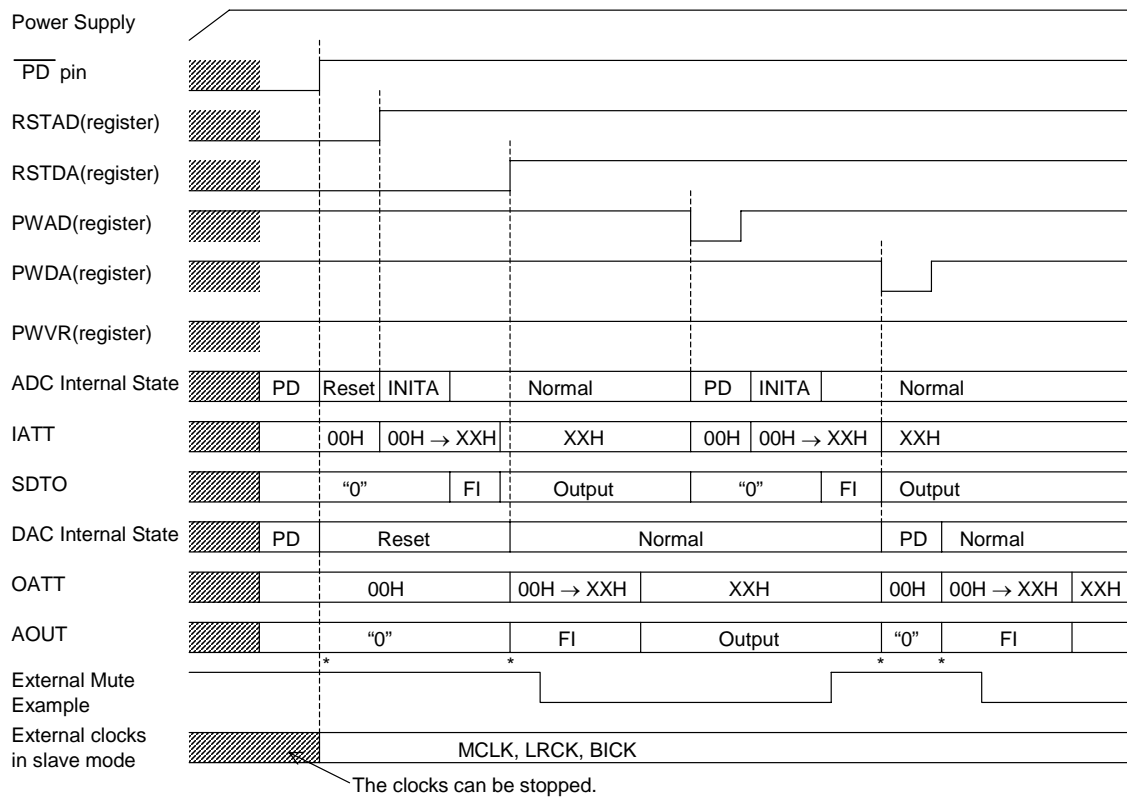 Power Supply
PD pin
RSTAD(register)
RSTDA(register)
PWAD(register)
PWDA(register)
PWVR(register)
ADC Internal State PD Reset INITA Normal PD INITA Normal
IATT 00H 00H → XXH XXH 00H 00H → XXH XXH
SDTO “0” FI Output “0” FI Output
DAC Internal State PD Reset Normal PD Normal
OATT 00H 00H → XXH XXH 00H 00H → XXH XXH
AOUT “0” FI Output “0” FI
* * * *
External Mute
Example
External clocks
in slave mode
MCLK, LRCK, BICK
The clocks can be stopped.